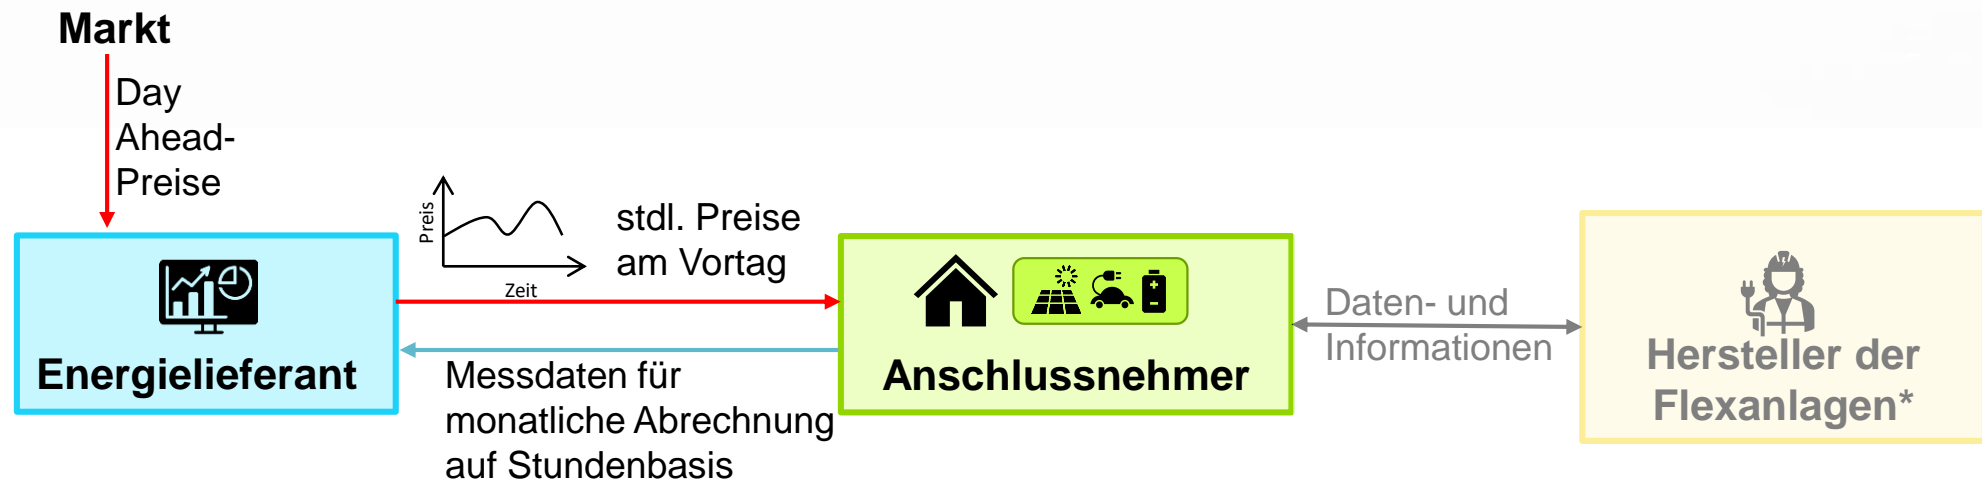 Markt
Day
Ahead-
Preise
Preis
Zeit
stdl. Preise
am Vortag
Energielieferant
Messdaten für
monatliche Abrechnung
auf Stundenbasis
Anschlussnehmer
Daten- und
Informationen
Hersteller der
Flexanlagen*